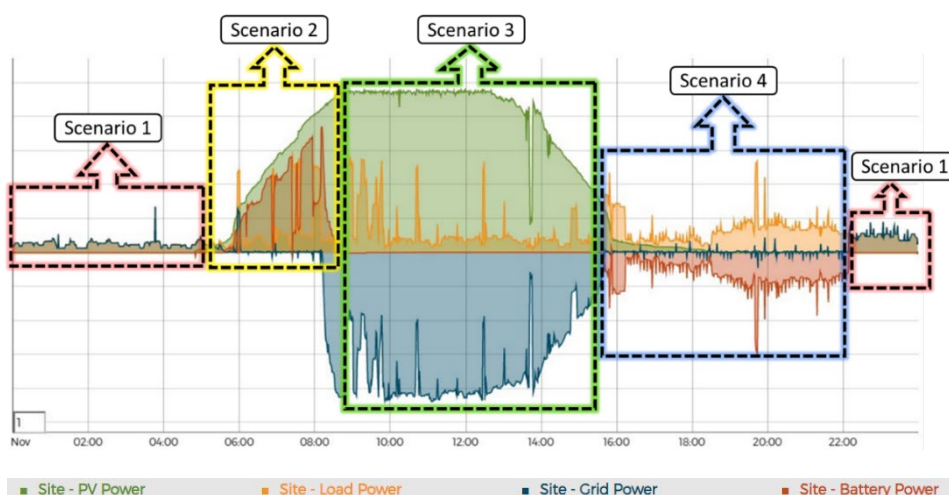 Scenario 2
Scenario 3
Scenario 4
Scenario 1
Scenario 1
1
Nov 02:00 04:00 06:00 08:00 10:00 12:00 14:00 16:00 18:00 20:00 22:00
Site - PV Power Site - Load Power Site - Grid Power Site - Battery Power